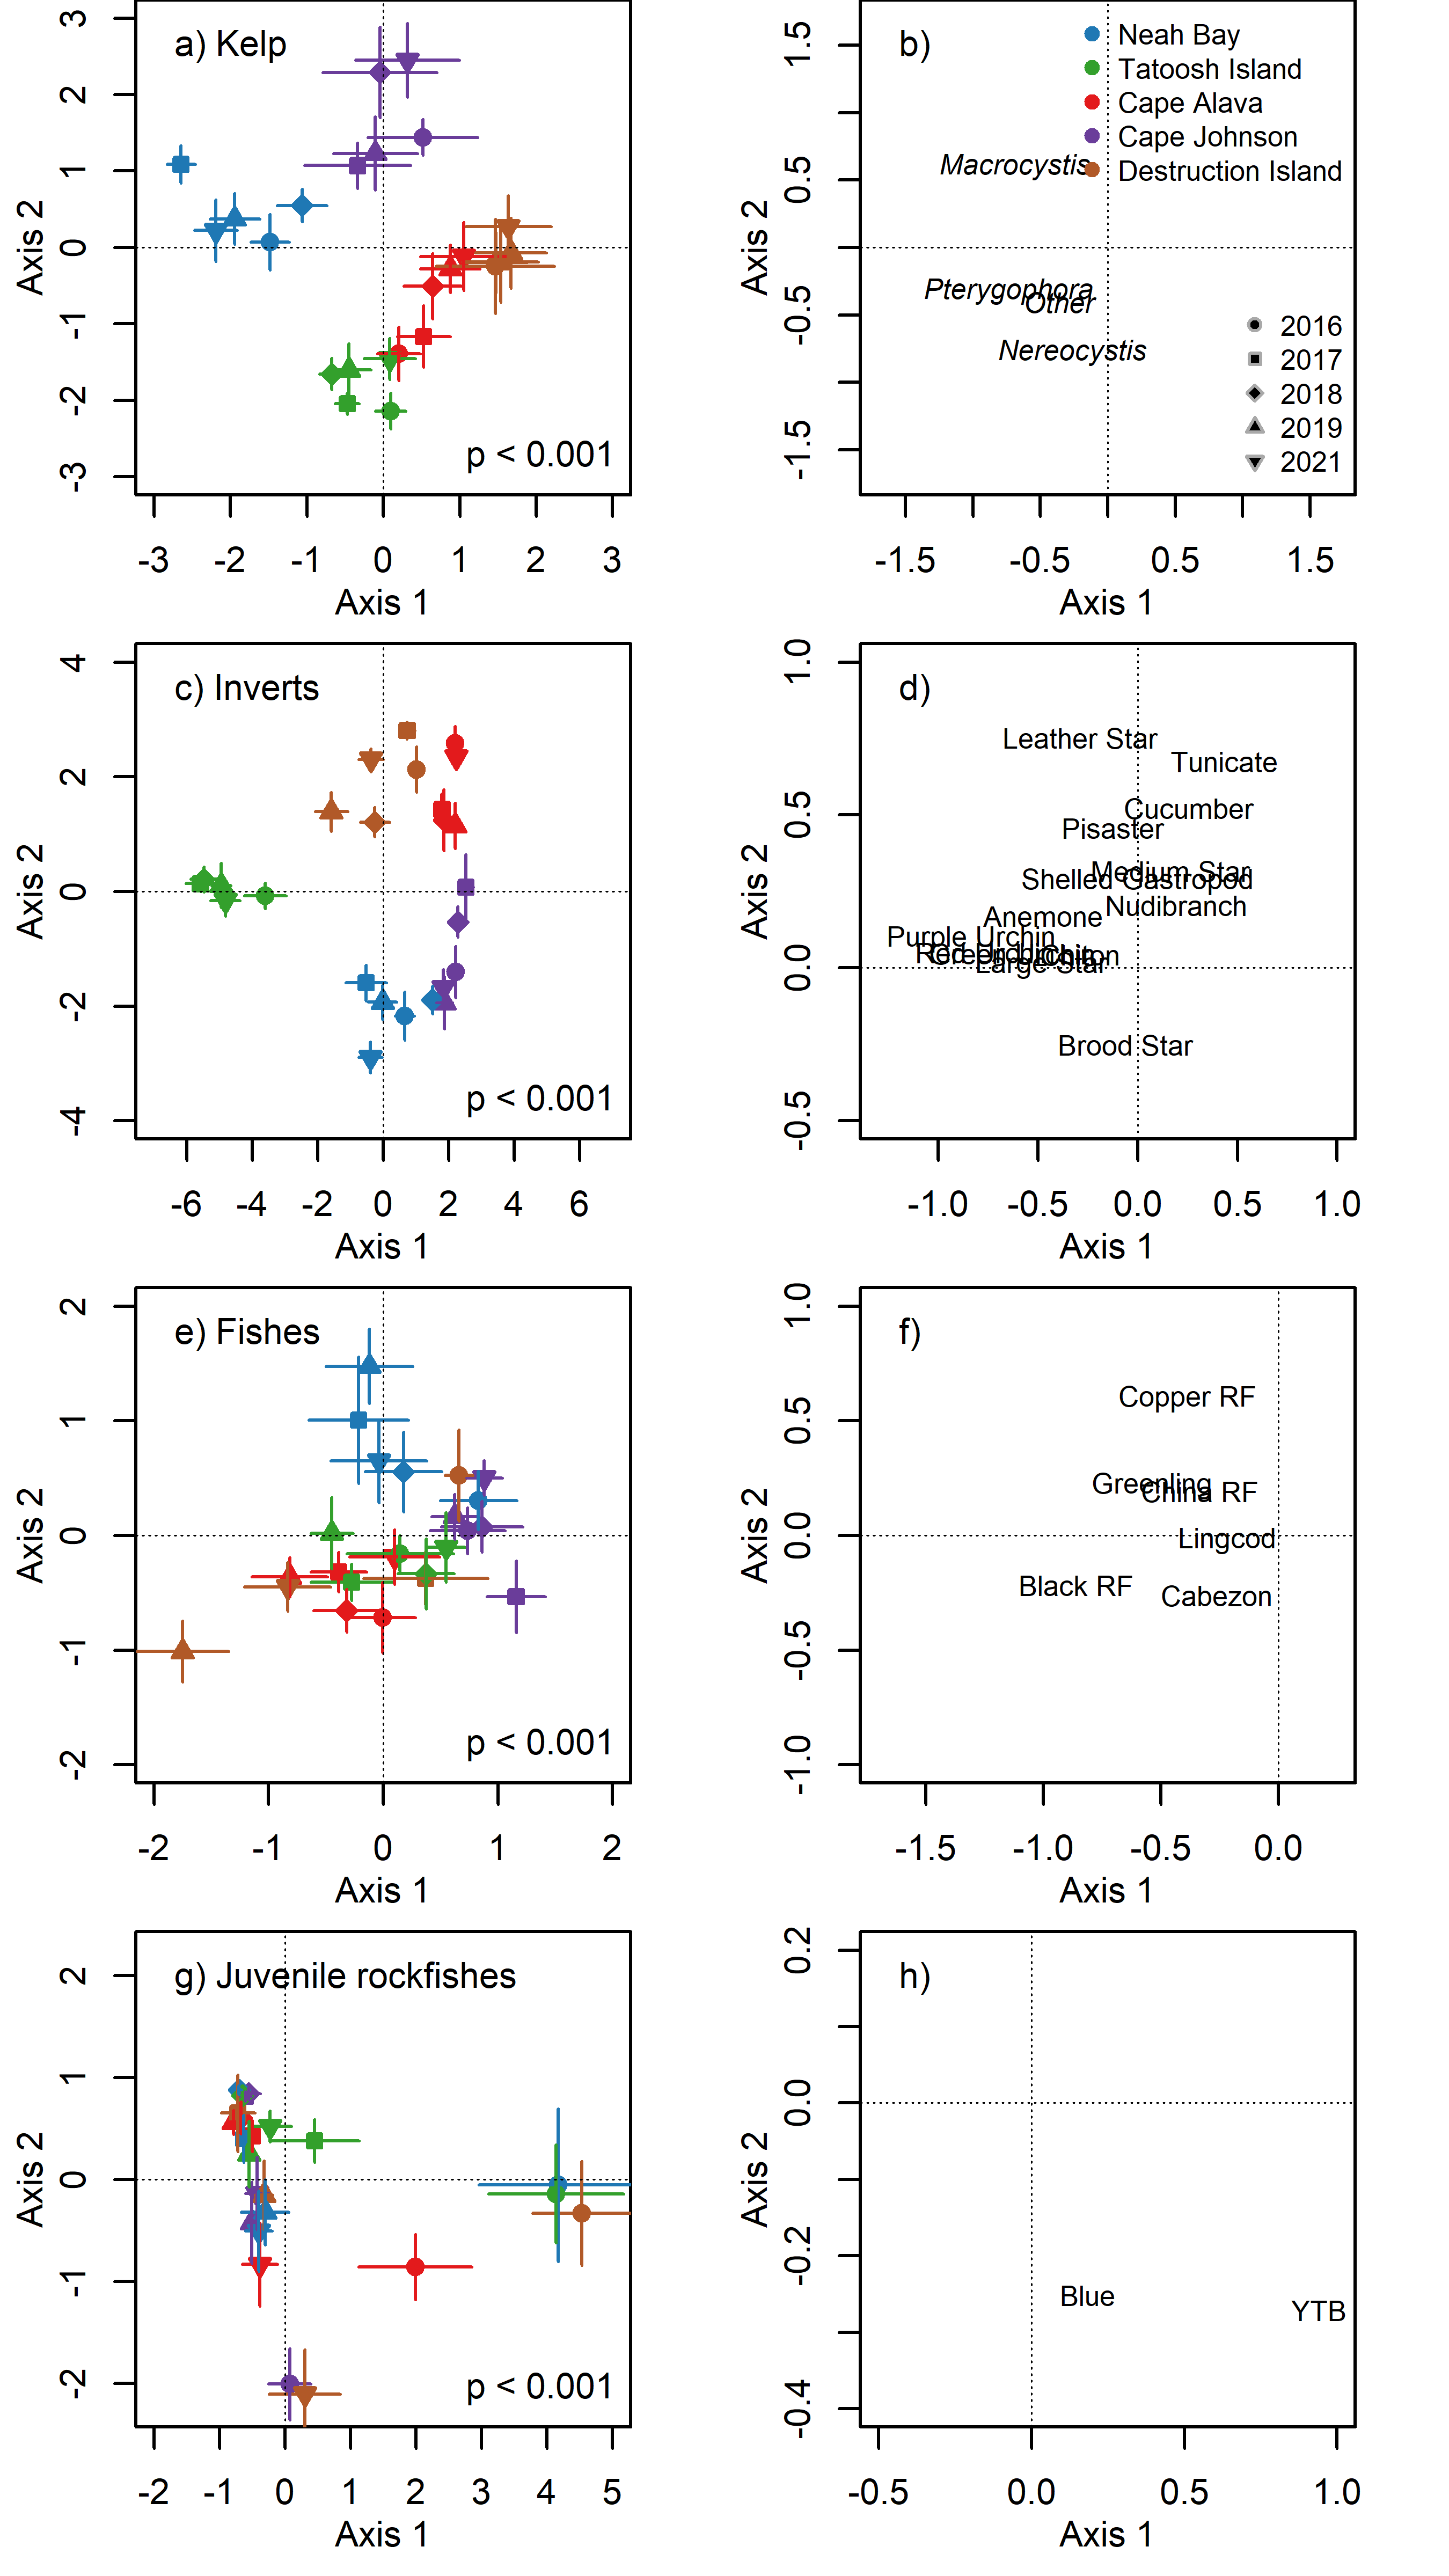 a) Kelp
3
2
1
0
-1
-2
-3
Axis 2
p < 0.001
-3 -2 -1 0 1 2 3
Axis 1
b)
Neah Bay
Tatoosh Island
Cape Alava
Cape Johnson
Destruction Island
1.5
0.5
-0.5
-1.5
Axis 2
Macrocystis
Pterygophora
Other
Nereocystis
2016
2017
2018
2019
2021
-1.5 -0.5 0.5 1.5
Axis 1
c) Inverts
4
2
0
-2
-4
Axis 2
p < 0.001
-6 -4 -2 0 2 4 6
Axis 1
d)
1.0
0.5
0.0
-0.5
Axis 2
Leather Star
Tunicate
Cucumber
Pisaster
Medium Star
Shelled Gastropod
Nudibranch
Anemone
Purple Urchin
Red Urchin
Green Urchin
Chiton
Large Star
Brood Star
-1.0 -0.5 0.0 0.5 1.0
Axis 1
e) Fishes
2
1
0
-1
-2
Axis 2
p < 0.001
-2 -1 0 1 2
Axis 1
f)
1.0
0.5
0.0
-0.5
-1.0
Axis 2
Copper RF
Greenling
China RF
Lingcod
Black RF
Cabezon
-1.5 -1.0 -0.5 0.0
Axis 1
g) Juvenile rockfishes
2
1
0
-1
-2
Axis 2
p < 0.001
-2 -1 0 1 2 3 4 5
Axis 1
h)
0.2
0.0
-0.2
-0.4
Axis 2
Blue
YTB
-0.5 0.0 0.5 1.0
Axis 1